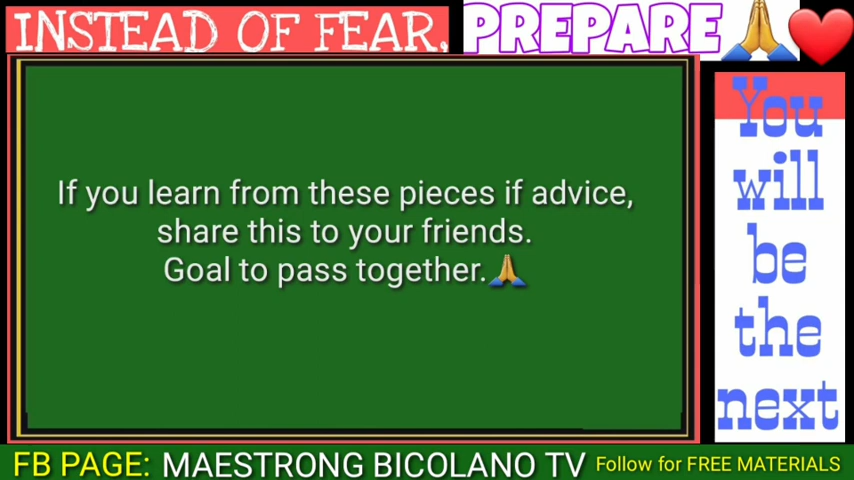 INSTEAD OF FEAR, PREPARE🙏❤️
If you learn from these pieces if advice,
share this to your friends.
Goal to pass together.🙏
You
will
be
the
next
FB PAGE: MAESTRONG BICOLANO TV Follow for FREE MATERIALS